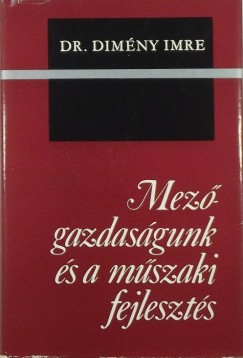 DR. DIMÉNY IMRE
Mező-
gazdaságunk
és a műszaki
fejlesztés